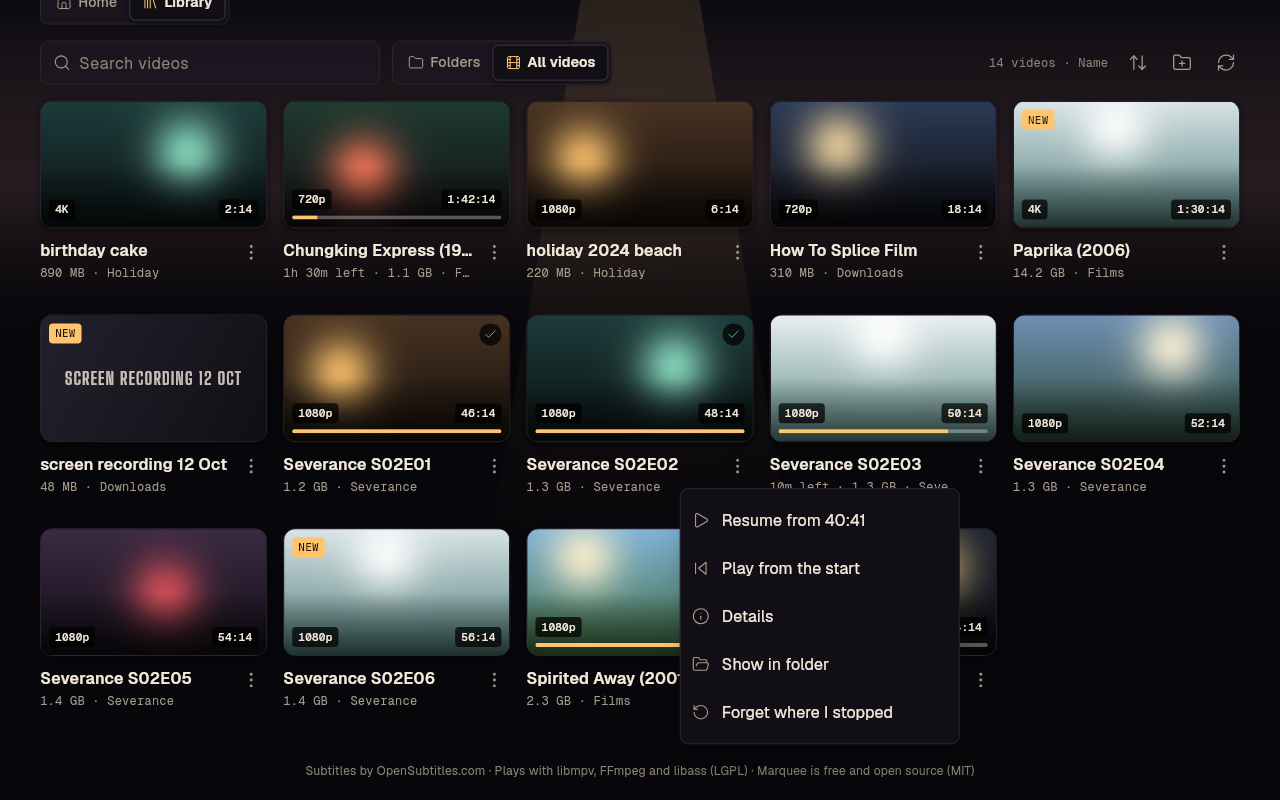 Home Library
Search videos
Folders All videos
14 videos · Name
4K 2:14
720p 1:42:14
1080p 6:14
720p 18:14
NEW
4K 1:30:14
birthday cake
890 MB · Holiday
Chungking Express (19…
1h 30m left · 1.1 GB · F…
holiday 2024 beach
220 MB · Holiday
How To Splice Film
310 MB · Downloads
Paprika (2006)
14.2 GB · Films
NEW
SCREEN RECORDING 12 OCT
1080p 46:14
1080p 48:14
1080p 50:14
1080p 52:14
screen recording 12 Oct
48 MB · Downloads
Severance S02E01
1.2 GB · Severance
Severance S02E02
1.3 GB · Severance
Severance S02E03
10m left · 1.3 GB · Seve…
Severance S02E04
1.3 GB · Severance
1080p 54:14
NEW
1080p 56:14
1080p
Severance S02E05
1.4 GB · Severance
Severance S02E06
1.4 GB · Severance
Spirited Away (2001
2.3 GB · Films
Resume from 40:41
Play from the start
Details
Show in folder
Forget where I stopped
:14
Subtitles by OpenSubtitles.com · Plays with libmpv, FFmpeg and libass (LGPL) · Marquee is free and open source (MIT)